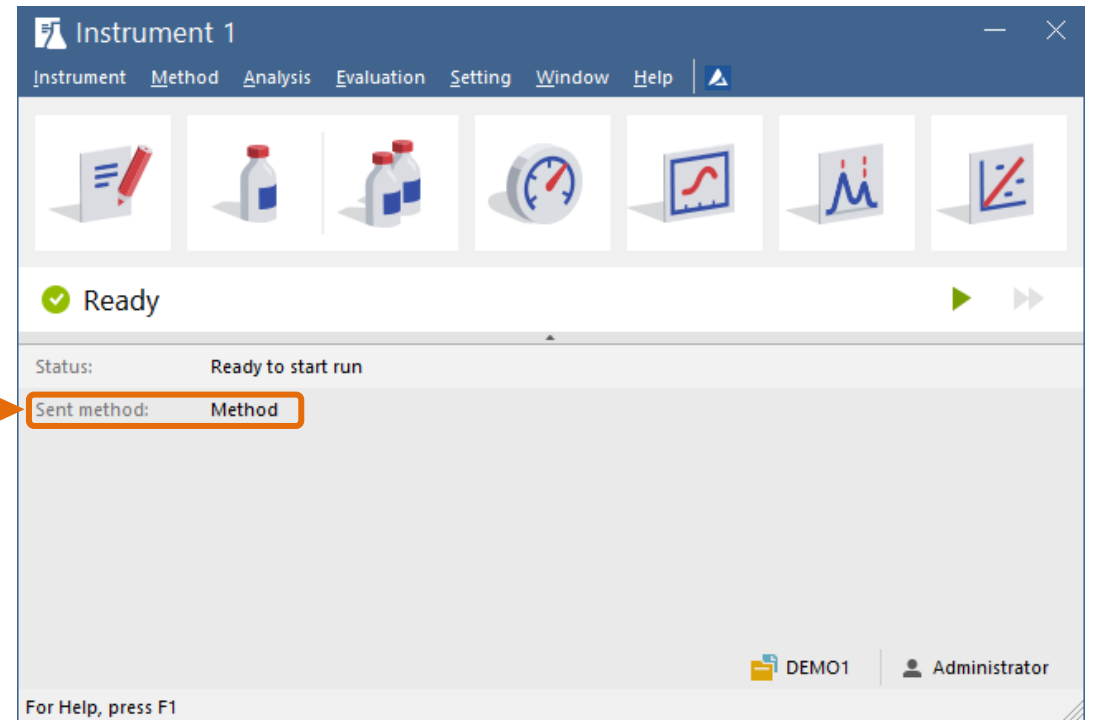 Instrument 1
Instrument Method Analysis Evaluation Setting Window Help
Ready
Status: Ready to start run
Sent method: Method
DEMO1 Administrator
For Help, press F1